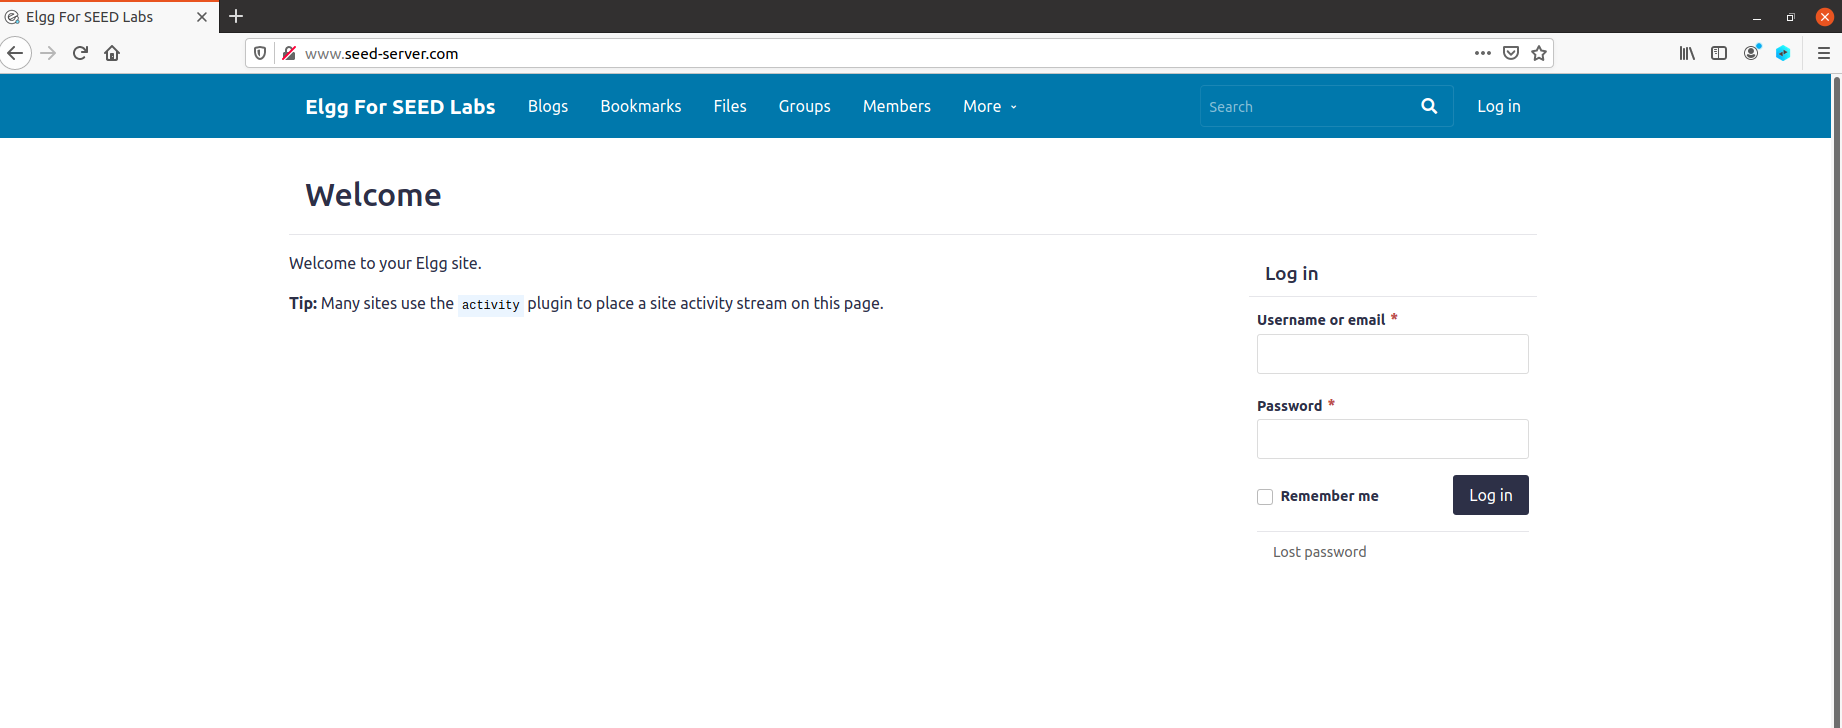 Elgg For SEED Labs
www.seed-server.com
Elgg For SEED Labs Blogs Bookmarks Files Groups Members More Search Log in
Welcome
Welcome to your Elgg site.
Tip: Many sites use the activity plugin to place a site activity stream on this page.
Log in
Username or email *
Password *
Remember me Log in
Lost password